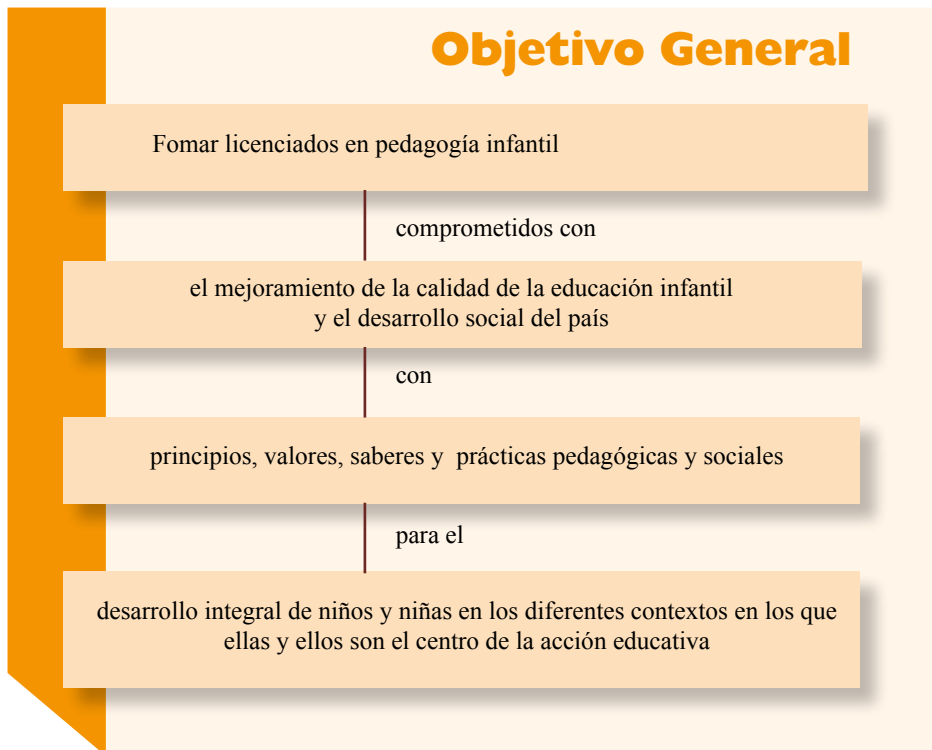 Objetivo General
Fomar licenciados en pedagogía infantil
comprometidos con
el mejoramiento de la calidad de la educación infantil
y el desarrollo social del país
con
principios, valores, saberes y  prácticas pedagógicas y sociales
para el
desarrollo integral de niños y niñas en los diferentes contextos en los que
ellas y ellos son el centro de la acción educativa